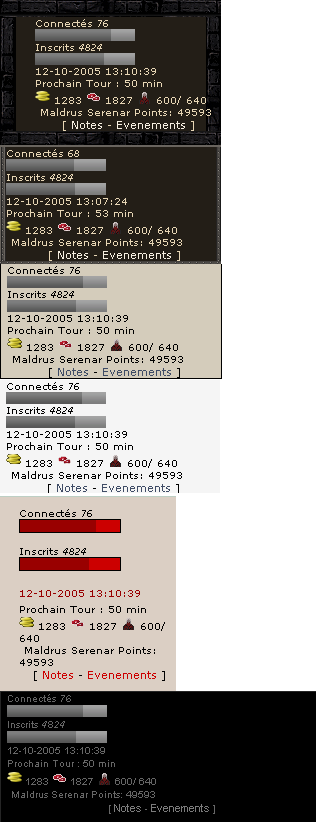 Connectés 76
Inscrits 4824
12-10-2005 13:10:39
Prochain Tour : 50 min
1283 1827 600/ 640
Maldrus Serenar Points: 49593
[ Notes - Evenements ]
Connectés 68
Inscrits 4824
12-10-2005 13:07:24
Prochain Tour : 53 min
1283 1827 600/ 640
Maldrus Serenar Points: 49593
[ Notes - Evenements ]
Connectés 76
Inscrits 4824
12-10-2005 13:10:39
Prochain Tour : 50 min
1283 1827 600/ 640
Maldrus Serenar Points: 49593
[ Notes - Evenements ]
Connectés 76
Inscrits 4824
12-10-2005 13:10:39
Prochain Tour : 50 min
1283 1827 600/ 640
Maldrus Serenar Points: 49593
[ Notes - Evenements ]
Connectés 76
Inscrits 4824
12-10-2005 13:10:39
Prochain Tour : 50 min
1283 1827 600/
640
Maldrus Serenar Points:
49593
[ Notes - Evenements ]
Connectés 76
Inscrits 4824
12-10-2005 13:10:39
Prochain Tour : 50 min
1283 1827 600/ 640
Maldrus Serenar Points: 49593
[ Notes - Evenements ]